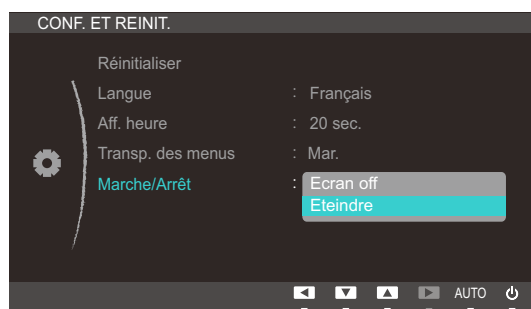 CONF. ET REINIT.
Réinitialiser
Langue : Français
Aff. heure : 20 sec.
Transp. des menus : Mar.
Marche/Arrêt : Ecran off
Eteindre
AUTO